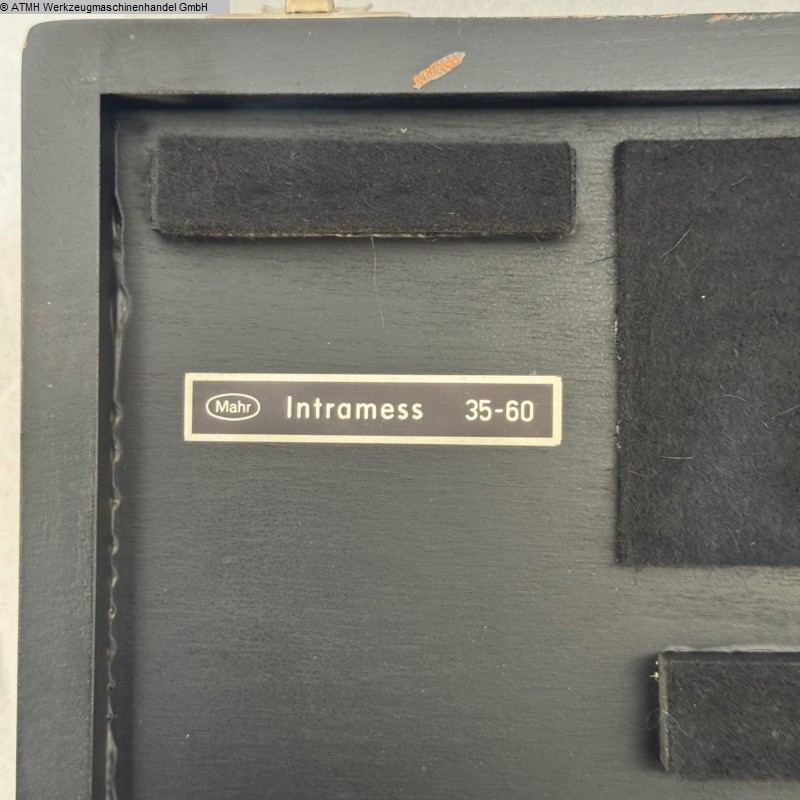 © ATMH Werkzeugmaschinenhandel GmbH
Mahr Intramess 35-60